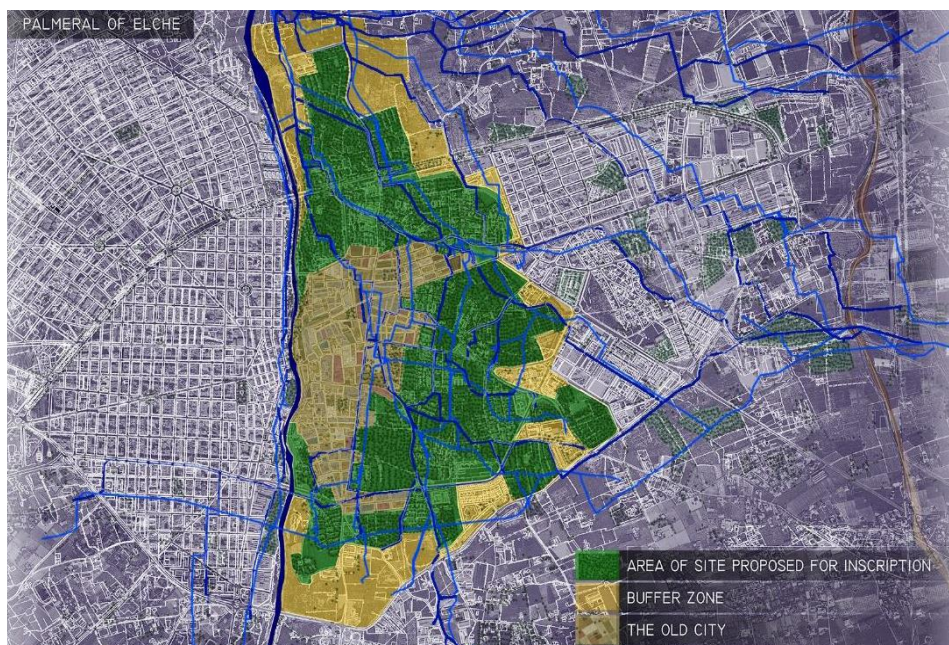 PALMERAL OF ELCHE
AREA OF SITE PROPOSED FOR INSCRIPTION
BUFFER ZONE
THE OLD CITY